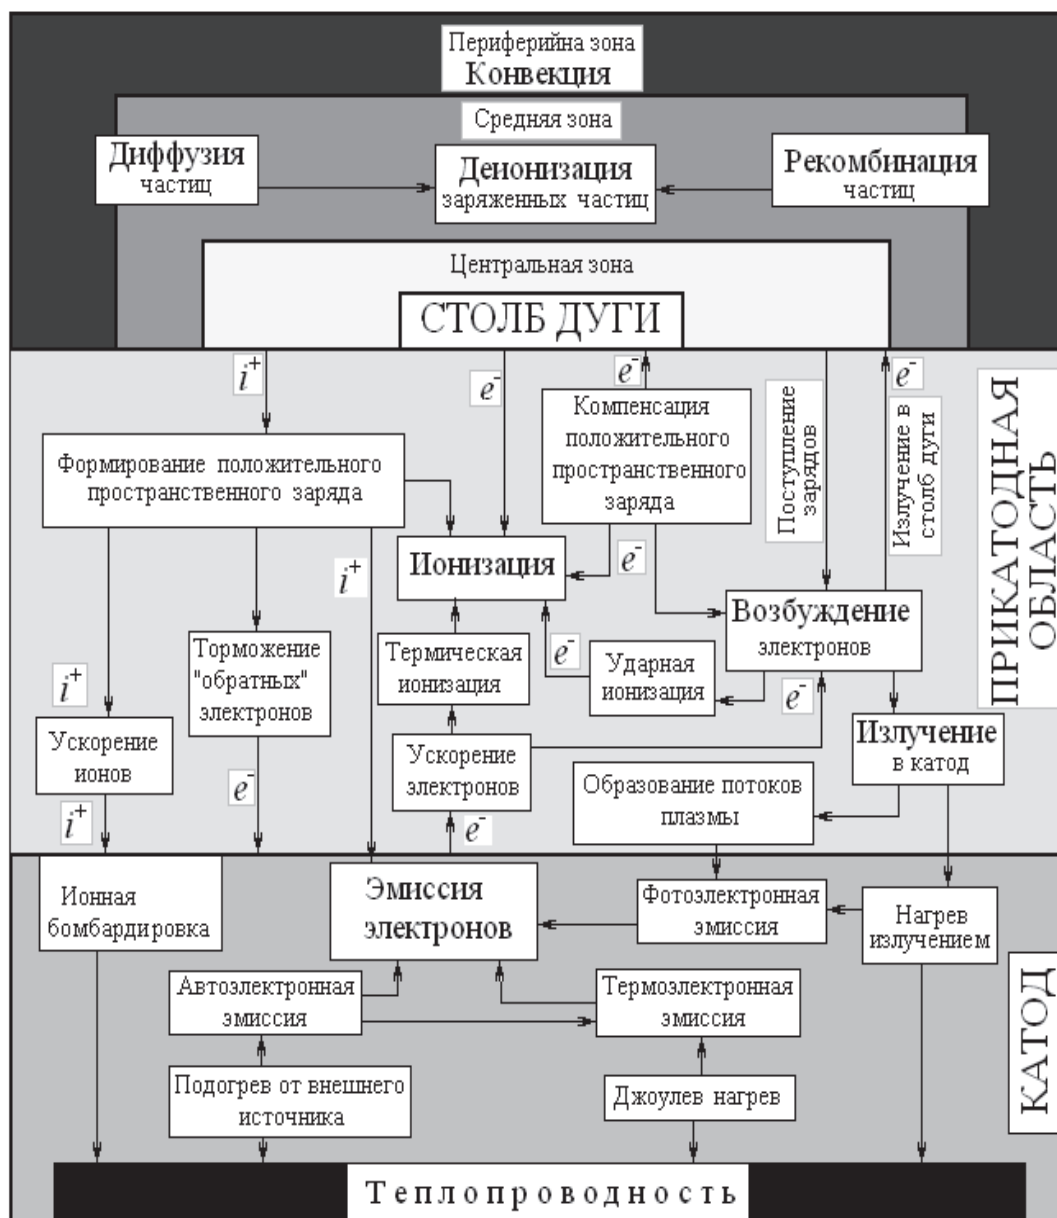 Периферийна зона
Конвекция
Средняя зона
Диффузия
частиц
Деионизация
заряженных частиц
Рекомбинация
частиц
Центральная зона
СТОЛБ ДУГИ
i⁺
e⁻
e⁻
e⁻
Формирование положительного
пространственного заряда
Компенсация
положительного
пространственного
заряда
Поступление
зарядов
Излучение в
столб дуги
ПРИКАТОДНАЯ
ОБЛАСТЬ
Ионизация
e⁻
i⁺
Возбуждение
электронов
Торможение
"обратных"
электронов
Термическая
ионизация
e⁻
Ударная
ионизация
e⁻
i⁺
Ускорение
ионов
Ускорение
электронов
Излучение
в катод
Образование потоков
плазмы
i⁺
e⁻
e⁻
Ионная
бомбардировка
Эмиссия
электронов
Фотоэлектронная
эмиссия
Нагрев
излучением
Автоэлектронная
эмиссия
Термоэлектронная
эмиссия
КАТОД
Подогрев от внешнего
источника
Джоулев нагрев
Теплопроводность